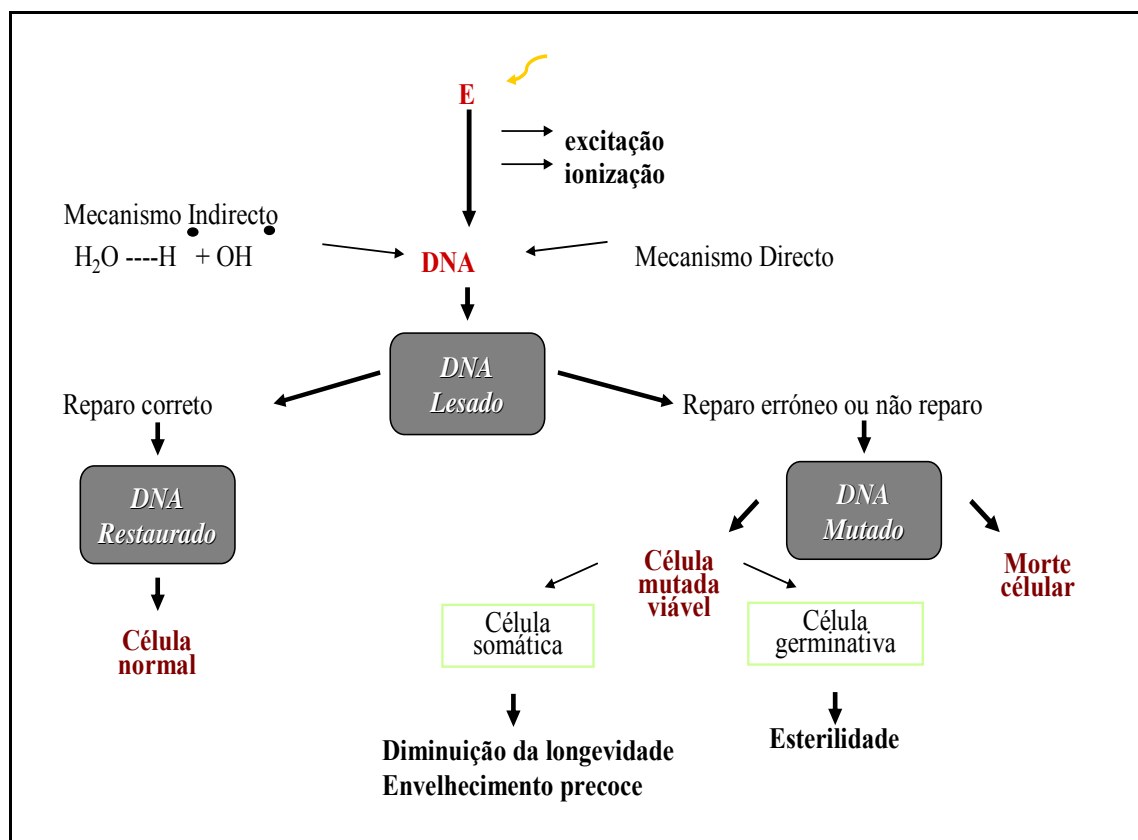 E
excitação
ionização
Mecanismo Indirecto
H₂O ----H• + OH•
DNA
Mecanismo Directo
DNA
Lesado
Reparo correto
Reparo erróneo ou não reparo
DNA
Restaurado
DNA
Mutado
Célula
mutada
viável
Morte
célular
Célula
somática
Célula
germinativa
Célula
normal
Diminuição da longevidade
Envelhecimento precoce
Esterilidade